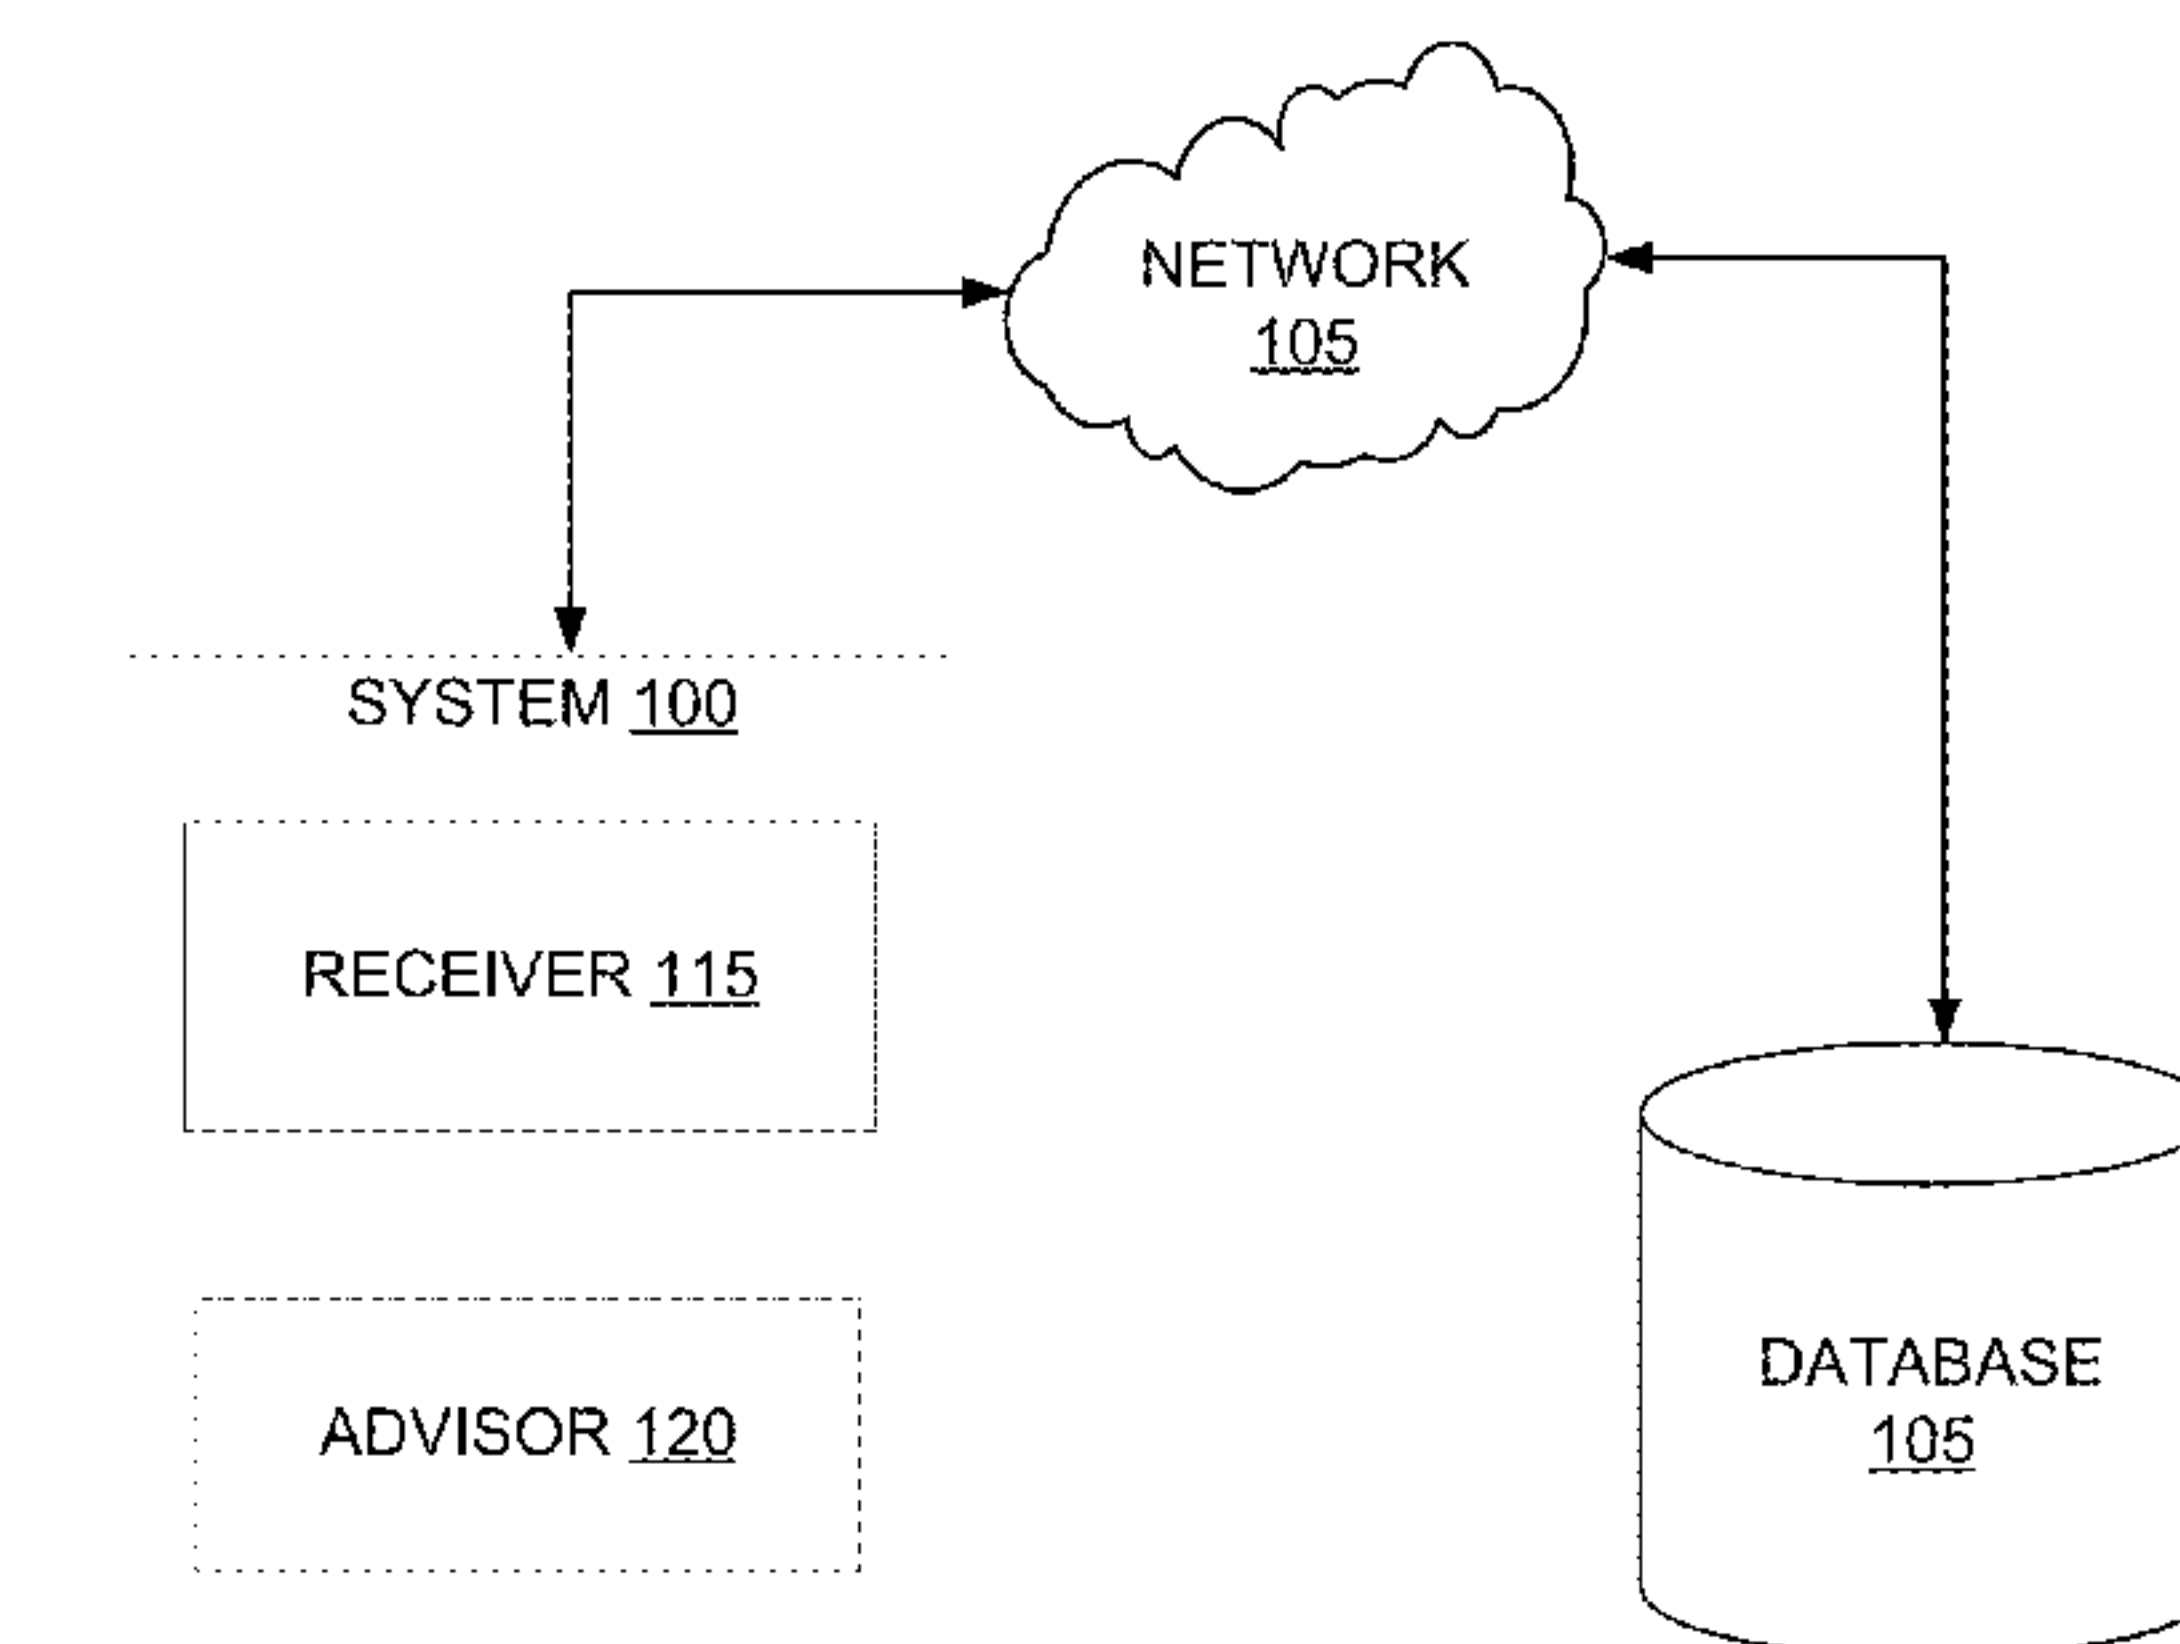 NETWORK
105
SYSTEM 100
RECEIVER 115
ADVISOR 120
DATABASE
105